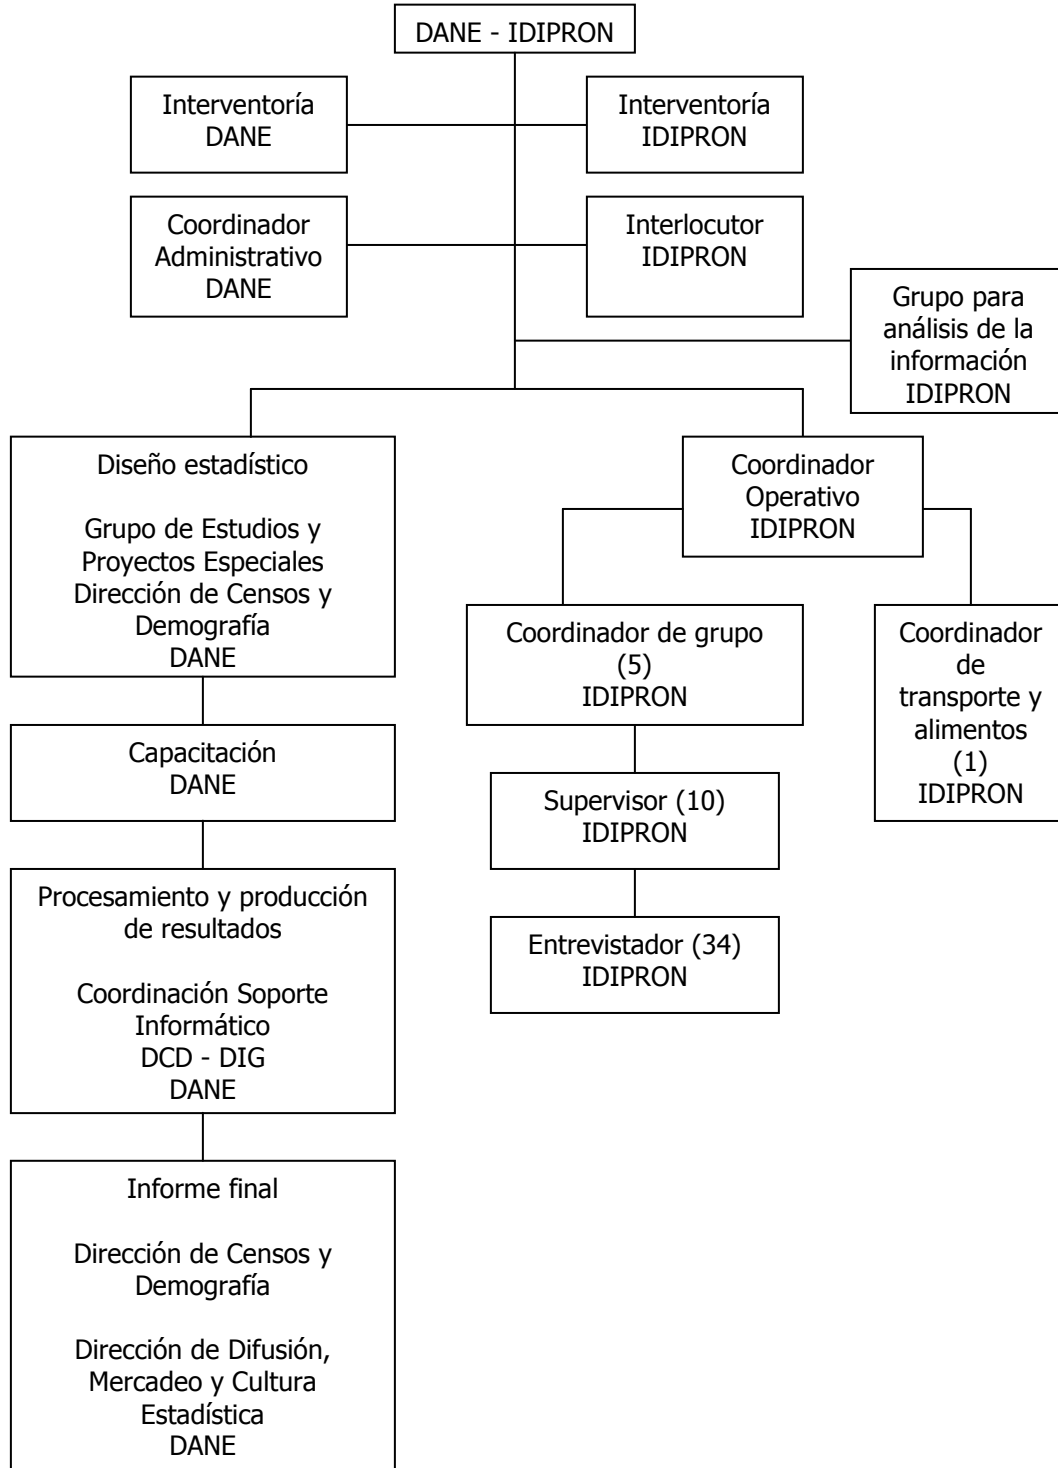 DANE - IDIPRON
Interventoría
DANE
Interventoría
IDIPRON
Coordinador
Administrativo
DANE
Interlocutor
IDIPRON
Grupo para
análisis de la
información
IDIPRON
Diseño estadístico
Grupo de Estudios y
Proyectos Especiales
Dirección de Censos y
Demografía
DANE
Coordinador
Operativo
IDIPRON
Coordinador de grupo
(5)
IDIPRON
Coordinador
de
transporte y
alimentos
(1)
IDIPRON
Capacitación
DANE
Supervisor (10)
IDIPRON
Procesamiento y producción
de resultados
Coordinación Soporte
Informático
DCD - DIG
DANE
Entrevistador (34)
IDIPRON
Informe final
Dirección de Censos y
Demografía
Dirección de Difusión,
Mercadeo y Cultura
Estadística
DANE